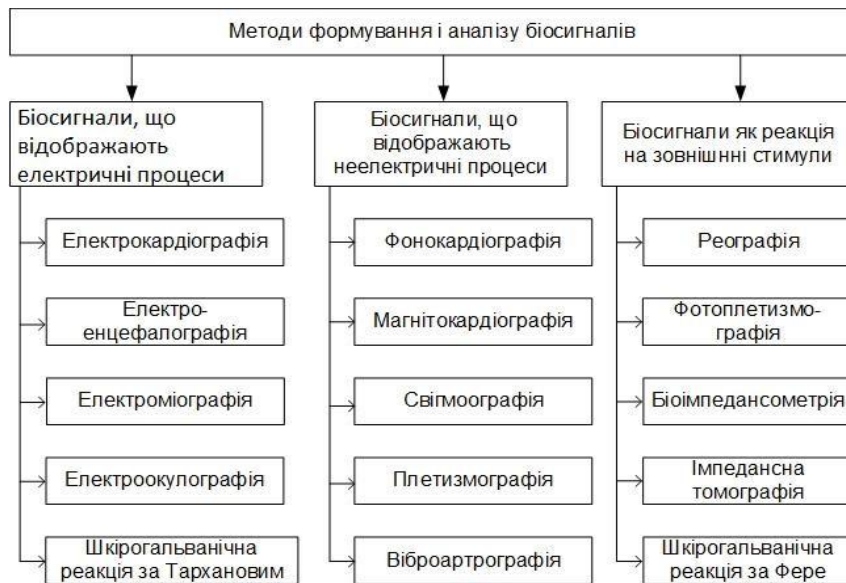 Методи формування і аналізу біосигналів
Біосигнали, що
відображають
електричні процеси
Електрокардіографія
Електро-
енцефалографія
Електроміографія
Електроокулографія
Шкірогальванічна
реакція за Тархановим
Біосигнали, що
відображають
неелектричні процеси
Фонокардіографія
Магнітокардіографія
Свігмоографія
Плетизмографія
Віброартрографія
Біосигнали як реакція
на зовнішнні стимули
Реографія
Фотоплетизмо-
графія
Біоімпедансометрія
Імпедансна
томографія
Шкірогальванічна
реакція за Фере